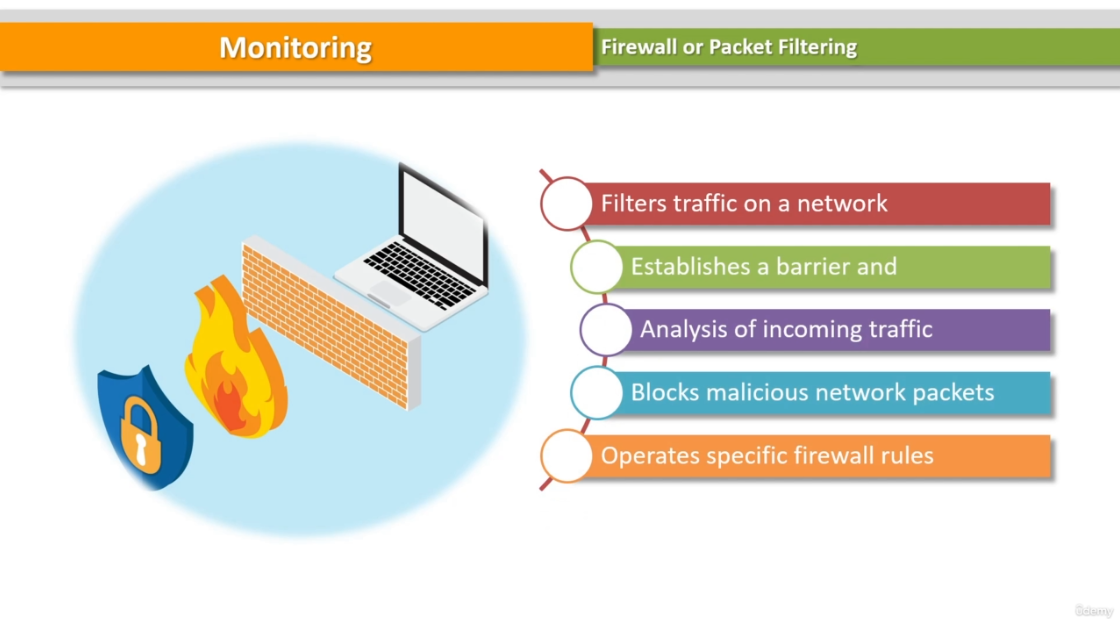 Monitoring
Firewall or Packet Filtering
Filters traffic on a network
Establishes a barrier and
Analysis of incoming traffic
Blocks malicious network packets
Operates specific firewall rules
ûdemy